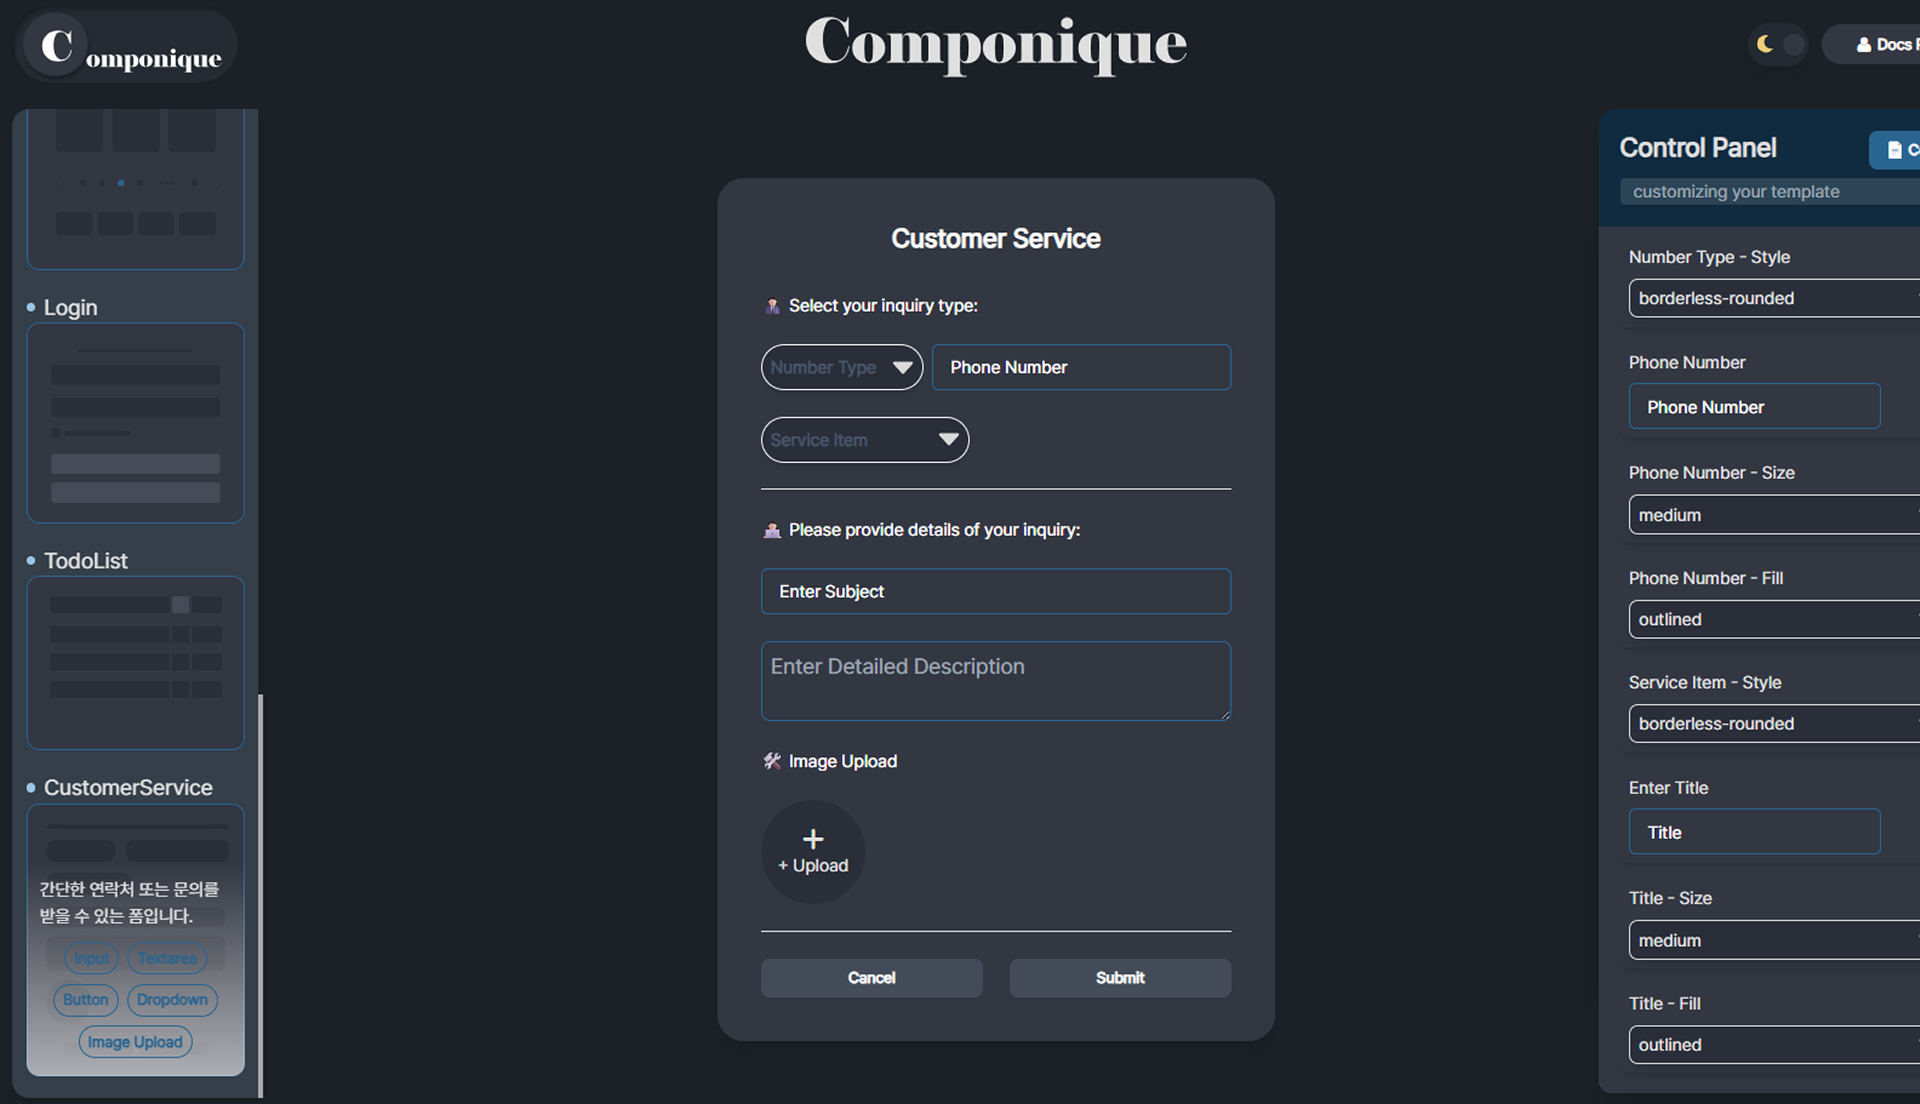 Componique
Componique
Docs
Login
TodoList
CustomerService
간단한 연락처 또는 문의를
받을 수 있는 폼입니다.
Input Textarea
Button Dropdown
Image Upload
Customer Service
Select your inquiry type:
Number Type Phone Number
Service Item
Please provide details of your inquiry:
Enter Subject
Enter Detailed Description
Image Upload
+ Upload
Cancel Submit
Control Panel
customizing your template
Number Type - Style
borderless-rounded
Phone Number
Phone Number
Phone Number - Size
medium
Phone Number - Fill
outlined
Service Item - Style
borderless-rounded
Enter Title
Title
Title - Size
medium
Title - Fill
outlined